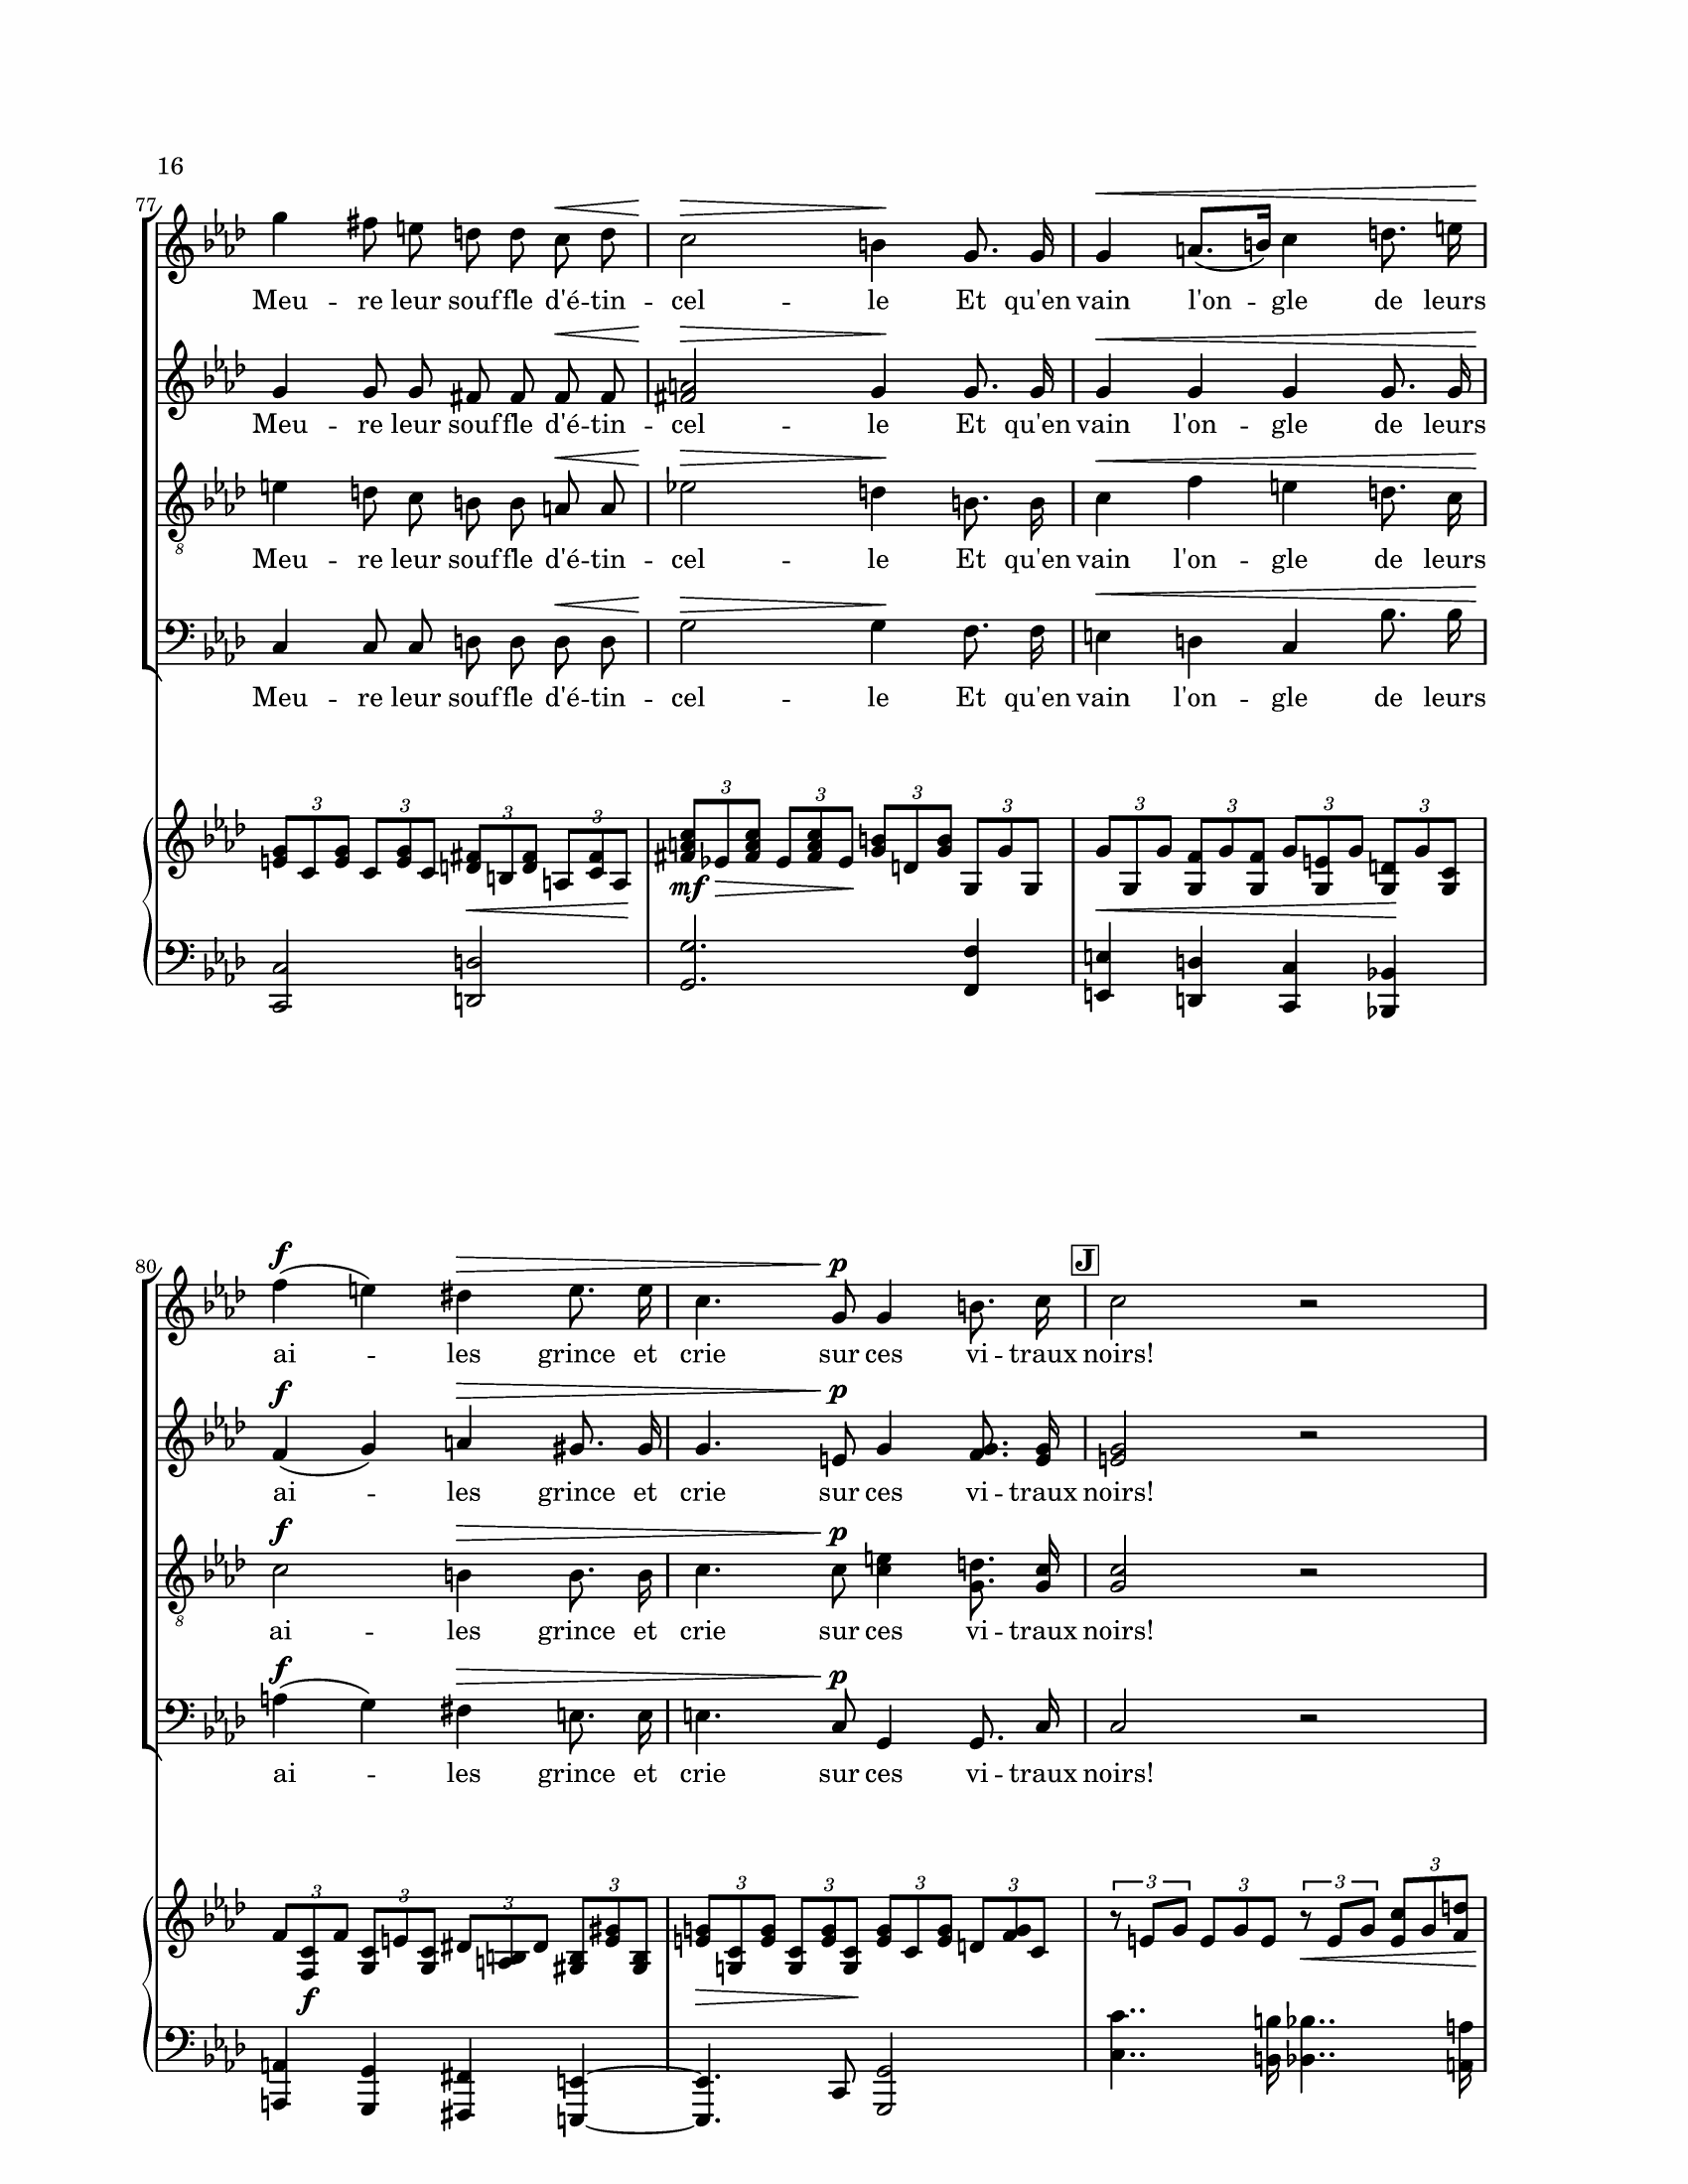 16
77
Meu - re leur souffle d'é - tin - cel - le Et qu'en vain l'on - gle de leurs
Meu - re leur souffle d'é - tin - cel - le Et qu'en vain l'on - gle de leurs
8
Meu - re leur souffle d'é - tin - cel - le Et qu'en vain l'on - gle de leurs
Meu - re leur souffle d'é - tin - cel - le Et qu'en vain l'on - gle de leurs
3 3 3 3 3 3 3 3 3 3 3 3
mf
80
J
f p
ai - les grince et crie sur ces vi - traux noirs!
f p
ai - les grince et crie sur ces vi - traux noirs!
f p
8
ai - les grince et crie sur ces vi - traux noirs!
f p
ai - les grince et crie sur ces vi - traux noirs!
3 3 3 3 3 3 3 3 3 3 3 3
f